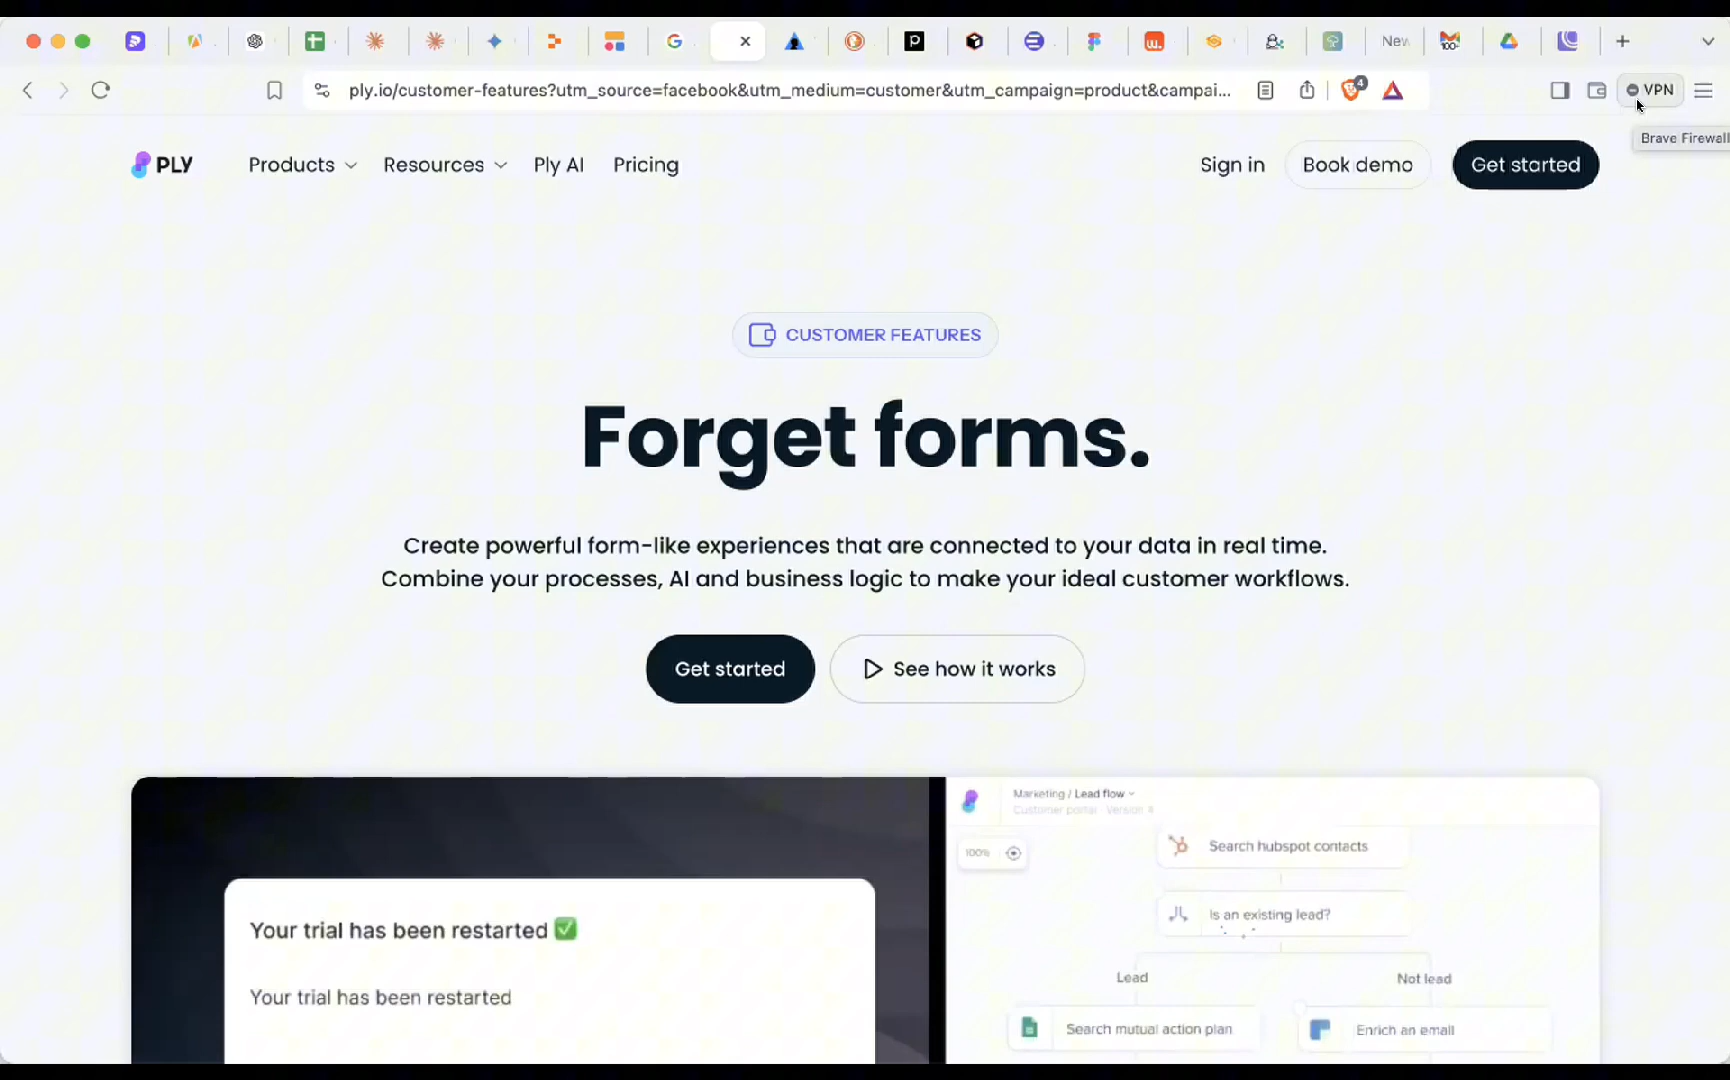 New
100
ply.io/customer-features?utm_source=facebook&utm_medium=customer&utm_campaign=product&campai...
4
VPN
Brave Firewall
PLY
Products
Resources
Ply AI
Pricing
Sign in
Book demo
Get started
CUSTOMER FEATURES
Forget forms.
Create powerful form-like experiences that are connected to your data in real time.
Combine your processes, AI and business logic to make your ideal customer workflows.
Get started
See how it works
Marketing / Lead flow
Customer portal · Version
100%
Search hubspot contacts
Is an existing lead?
Your trial has been restarted ✅
Your trial has been restarted
Lead
Not lead
Search mutual action plan
Enrich an email